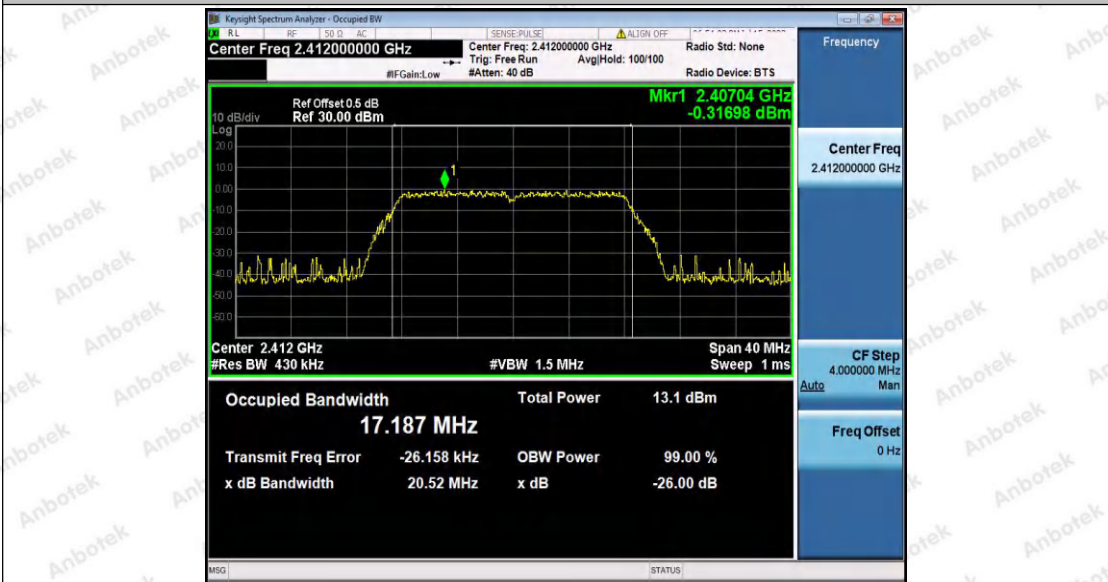 Keysight Spectrum Analyzer - Occupied BW
RL RF 50 Ω AC SENSE:PULSE ALIGN OFF
Center Freq 2.412000000 GHz
Center Freq: 2.412000000 GHz Radio Std: None
Trig: Free Run Avg|Hold: 100/100
#IFGain:Low #Atten: 40 dB Radio Device: BTS
Ref Offset 0.5 dB Mkr1 2.40704 GHz
10 dB/div Ref 30.00 dBm -0.31698 dBm
Log
20.0
10.0
1
0.00
-10.0
-20.0
-30.0
-40.0
-50.0
-60.0
Center 2.412 GHz Span 40 MHz
#Res BW 430 kHz #VBW 1.5 MHz Sweep 1 ms
Occupied Bandwidth Total Power 13.1 dBm
17.187 MHz
Transmit Freq Error -26.158 kHz OBW Power 99.00 %
x dB Bandwidth 20.52 MHz x dB -26.00 dB
MSG STATUS
Frequency
Center Freq
2.412000000 GHz
CF Step
4.000000 MHz
Auto Man
Freq Offset
0 Hz
Anbotek